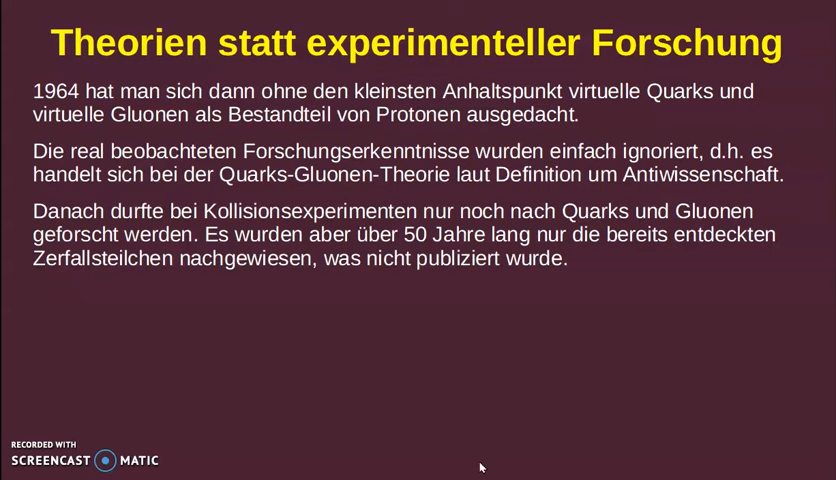 Theorien statt experimenteller Forschung
1964 hat man sich dann ohne den kleinsten Anhaltspunkt virtuelle Quarks und
virtuelle Gluonen als Bestandteil von Protonen ausgedacht.
Die real beobachteten Forschungserkenntnisse wurden einfach ignoriert, d.h. es
handelt sich bei der Quarks-Gluonen-Theorie laut Definition um Antiwissenschaft.
Danach durfte bei Kollisionsexperimenten nur noch nach Quarks und Gluonen
geforscht werden. Es wurden aber über 50 Jahre lang nur die bereits entdeckten
Zerfallsteilchen nachgewiesen, was nicht publiziert wurde.
RECORDED WITH
SCREENCAST MATIC